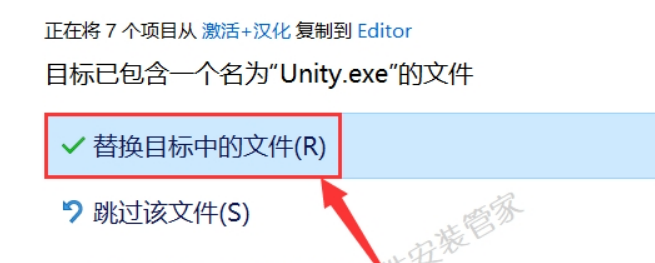 正在将 7 个项目从 激活+汉化 复制到 Editor
目标已包含一个名为“Unity.exe”的文件
替换目标中的文件(R)
跳过该文件(S)
安装管家